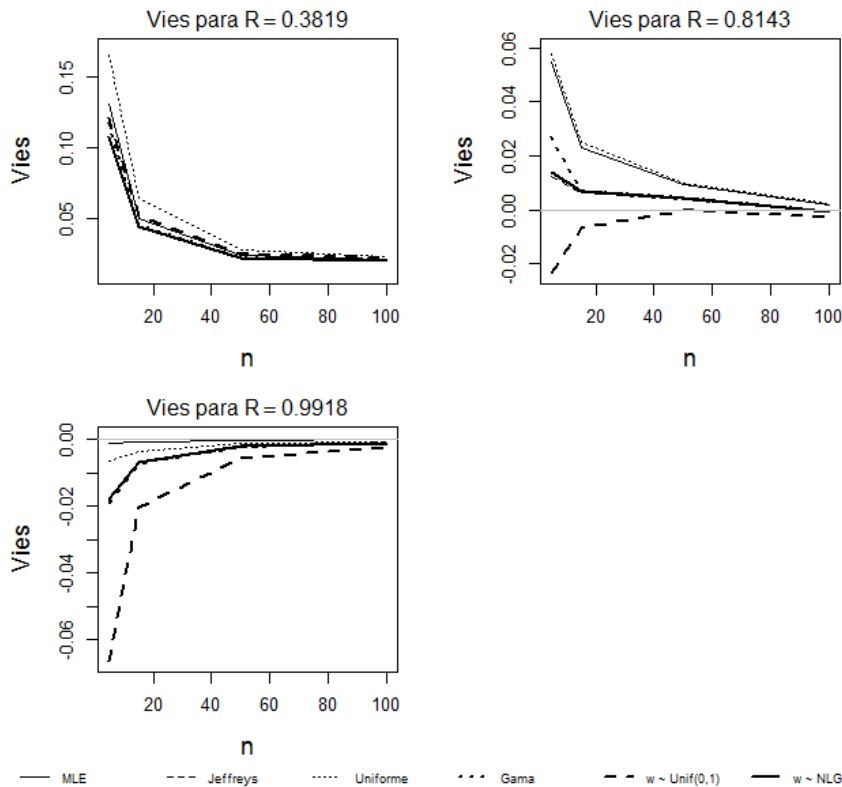 Vies para R = 0.3819
Vies
0.15
0.10
0.05
20 40 60 80 100
n
Vies para R = 0.8143
Vies
0.06
0.04
0.02
0.00
-0.02
20 40 60 80 100
n
Vies para R = 0.9918
Vies
0.00
-0.02
-0.04
-0.06
20 40 60 80 100
n
MLE Jeffreys Uniforme Gama w ~ Unif(0,1) w ~ NLG